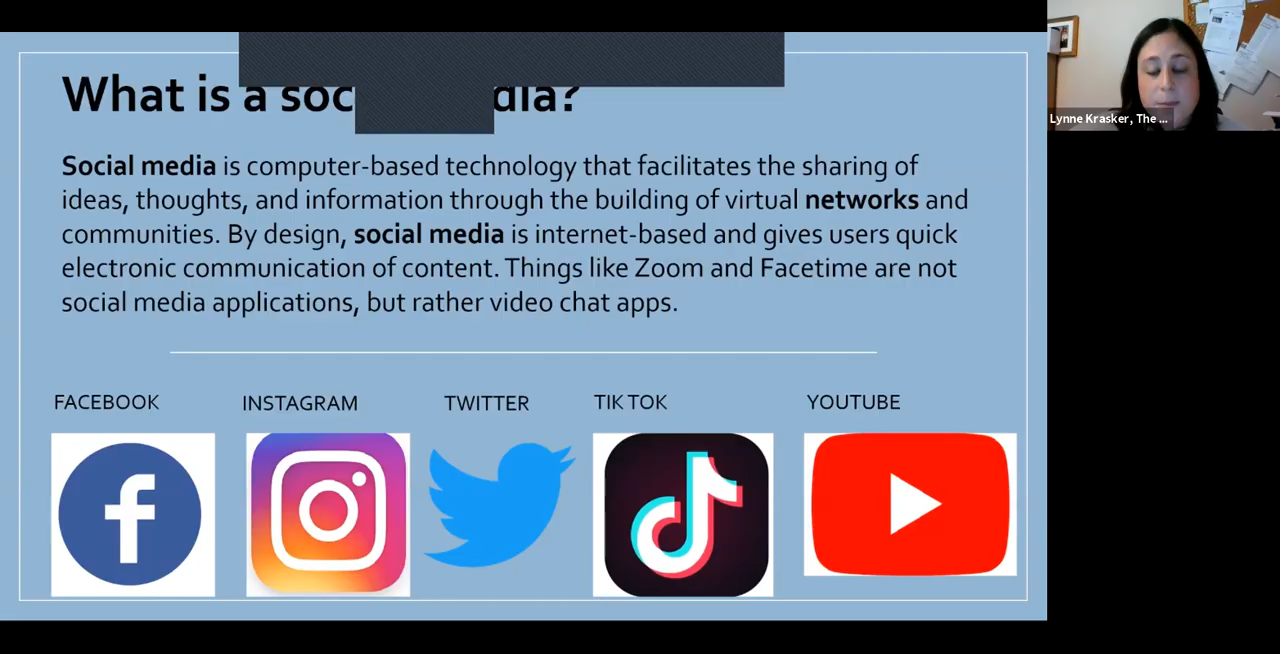 What is a soc dia?
Social media is computer-based technology that facilitates the sharing of
ideas, thoughts, and information through the building of virtual networks and
communities. By design, social media is internet-based and gives users quick
electronic communication of content. Things like Zoom and Facetime are not
social media applications, but rather video chat apps.
FACEBOOK INSTAGRAM TWITTER TIK TOK YOUTUBE
Lynne Krasker, The ...